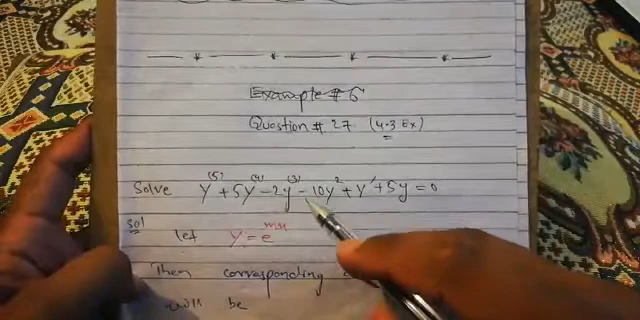 Example # 6
Question # 27 (4.3 Ex)
Solve y⁽⁵⁾ + 5y⁽⁴⁾ - 2y⁽³⁾ - 10y² + y′ + 5y = 0
Sol let y = e^mx
Then corresponding
will be